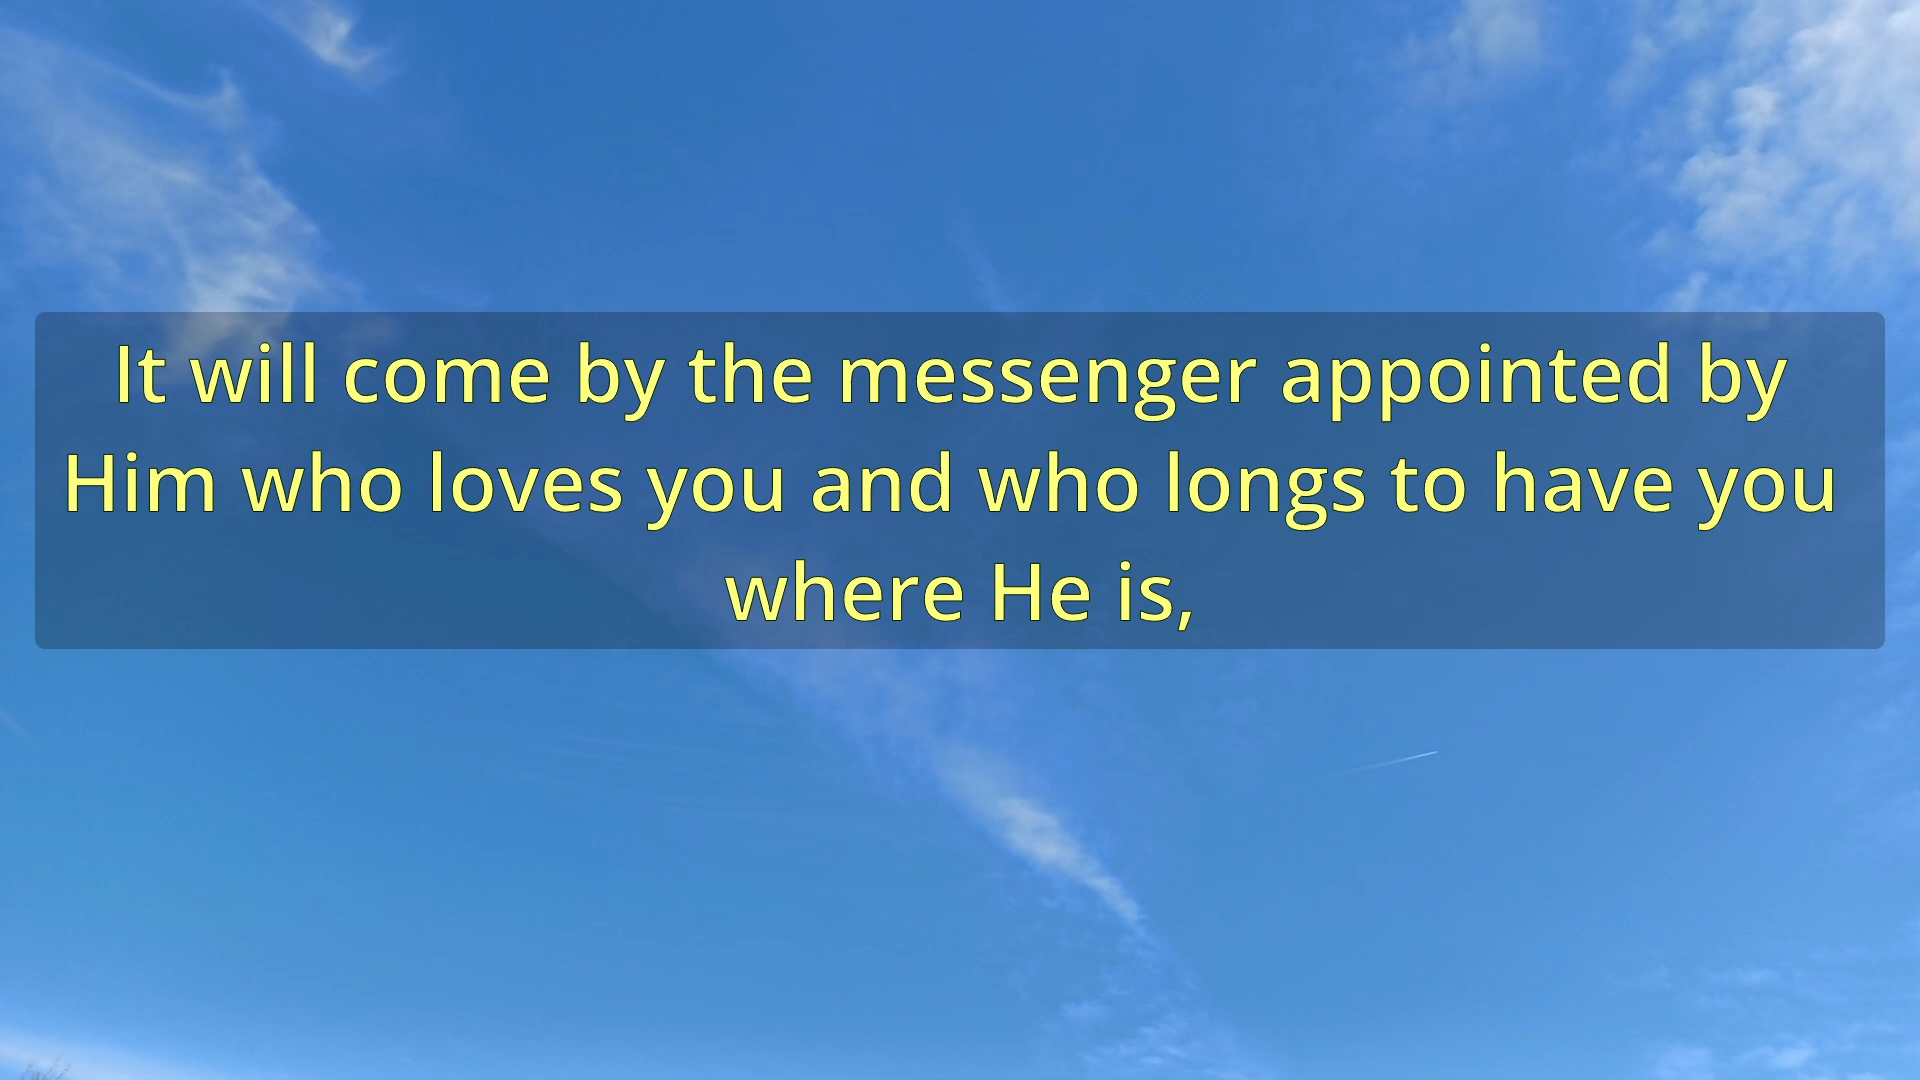 It will come by the messenger appointed by
Him who loves you and who longs to have you
where He is,